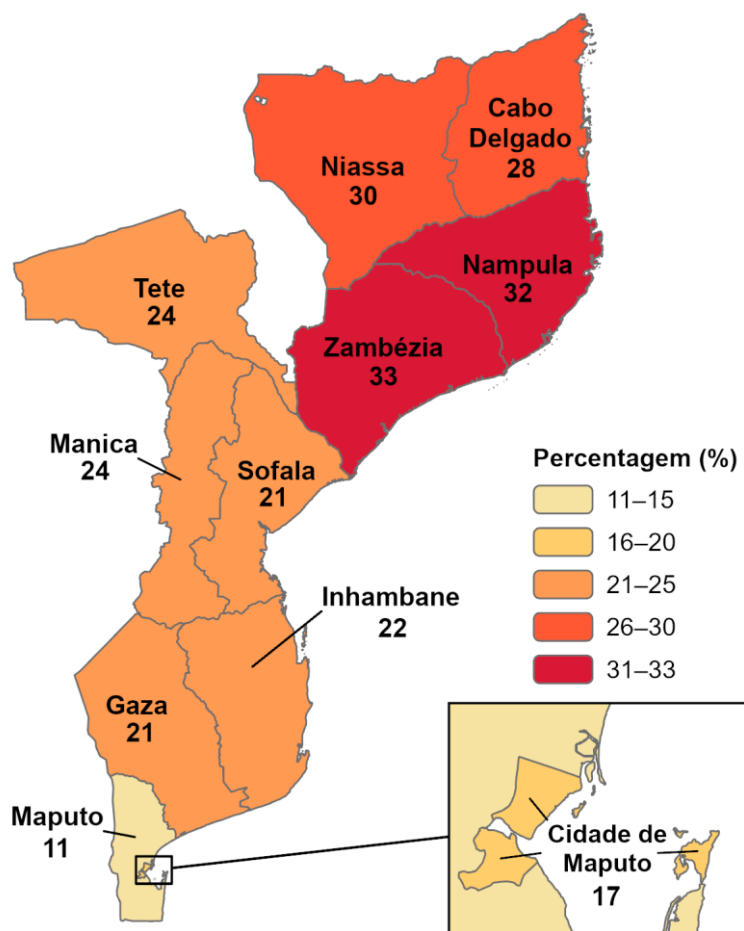 Cabo
Delgado
28
Niassa
30
Nampula
32
Tete
24
Zambézia
33
Manica
24
Sofala
21
Percentagem (%)
11–15
16–20
21–25
26–30
31–33
Inhambane
22
Gaza
21
Maputo
11
Cidade de
Maputo
17